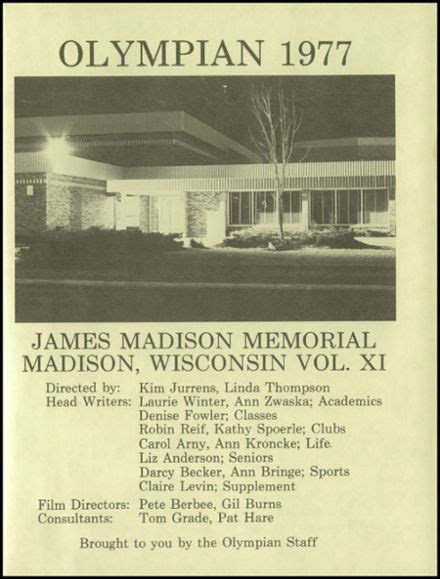 OLYMPIAN 1977
JAMES MADISON MEMORIAL
MADISON, WISCONSIN VOL. XI
Directed by: Kim Jurrens, Linda Thompson
Head Writers: Laurie Winter, Ann Zwaska; Academics
Denise Fowler; Classes
Robin Reif, Kathy Spoerle; Clubs
Carol Arny, Ann Kroncke; Life.
Liz Anderson; Seniors
Darcy Becker, Ann Bringe; Sports
Claire Levin; Supplement
Film Directors: Pete Berbee, Gil Burns
Consultants: Tom Grade, Pat Hare
Brought to you by the Olympian Staff